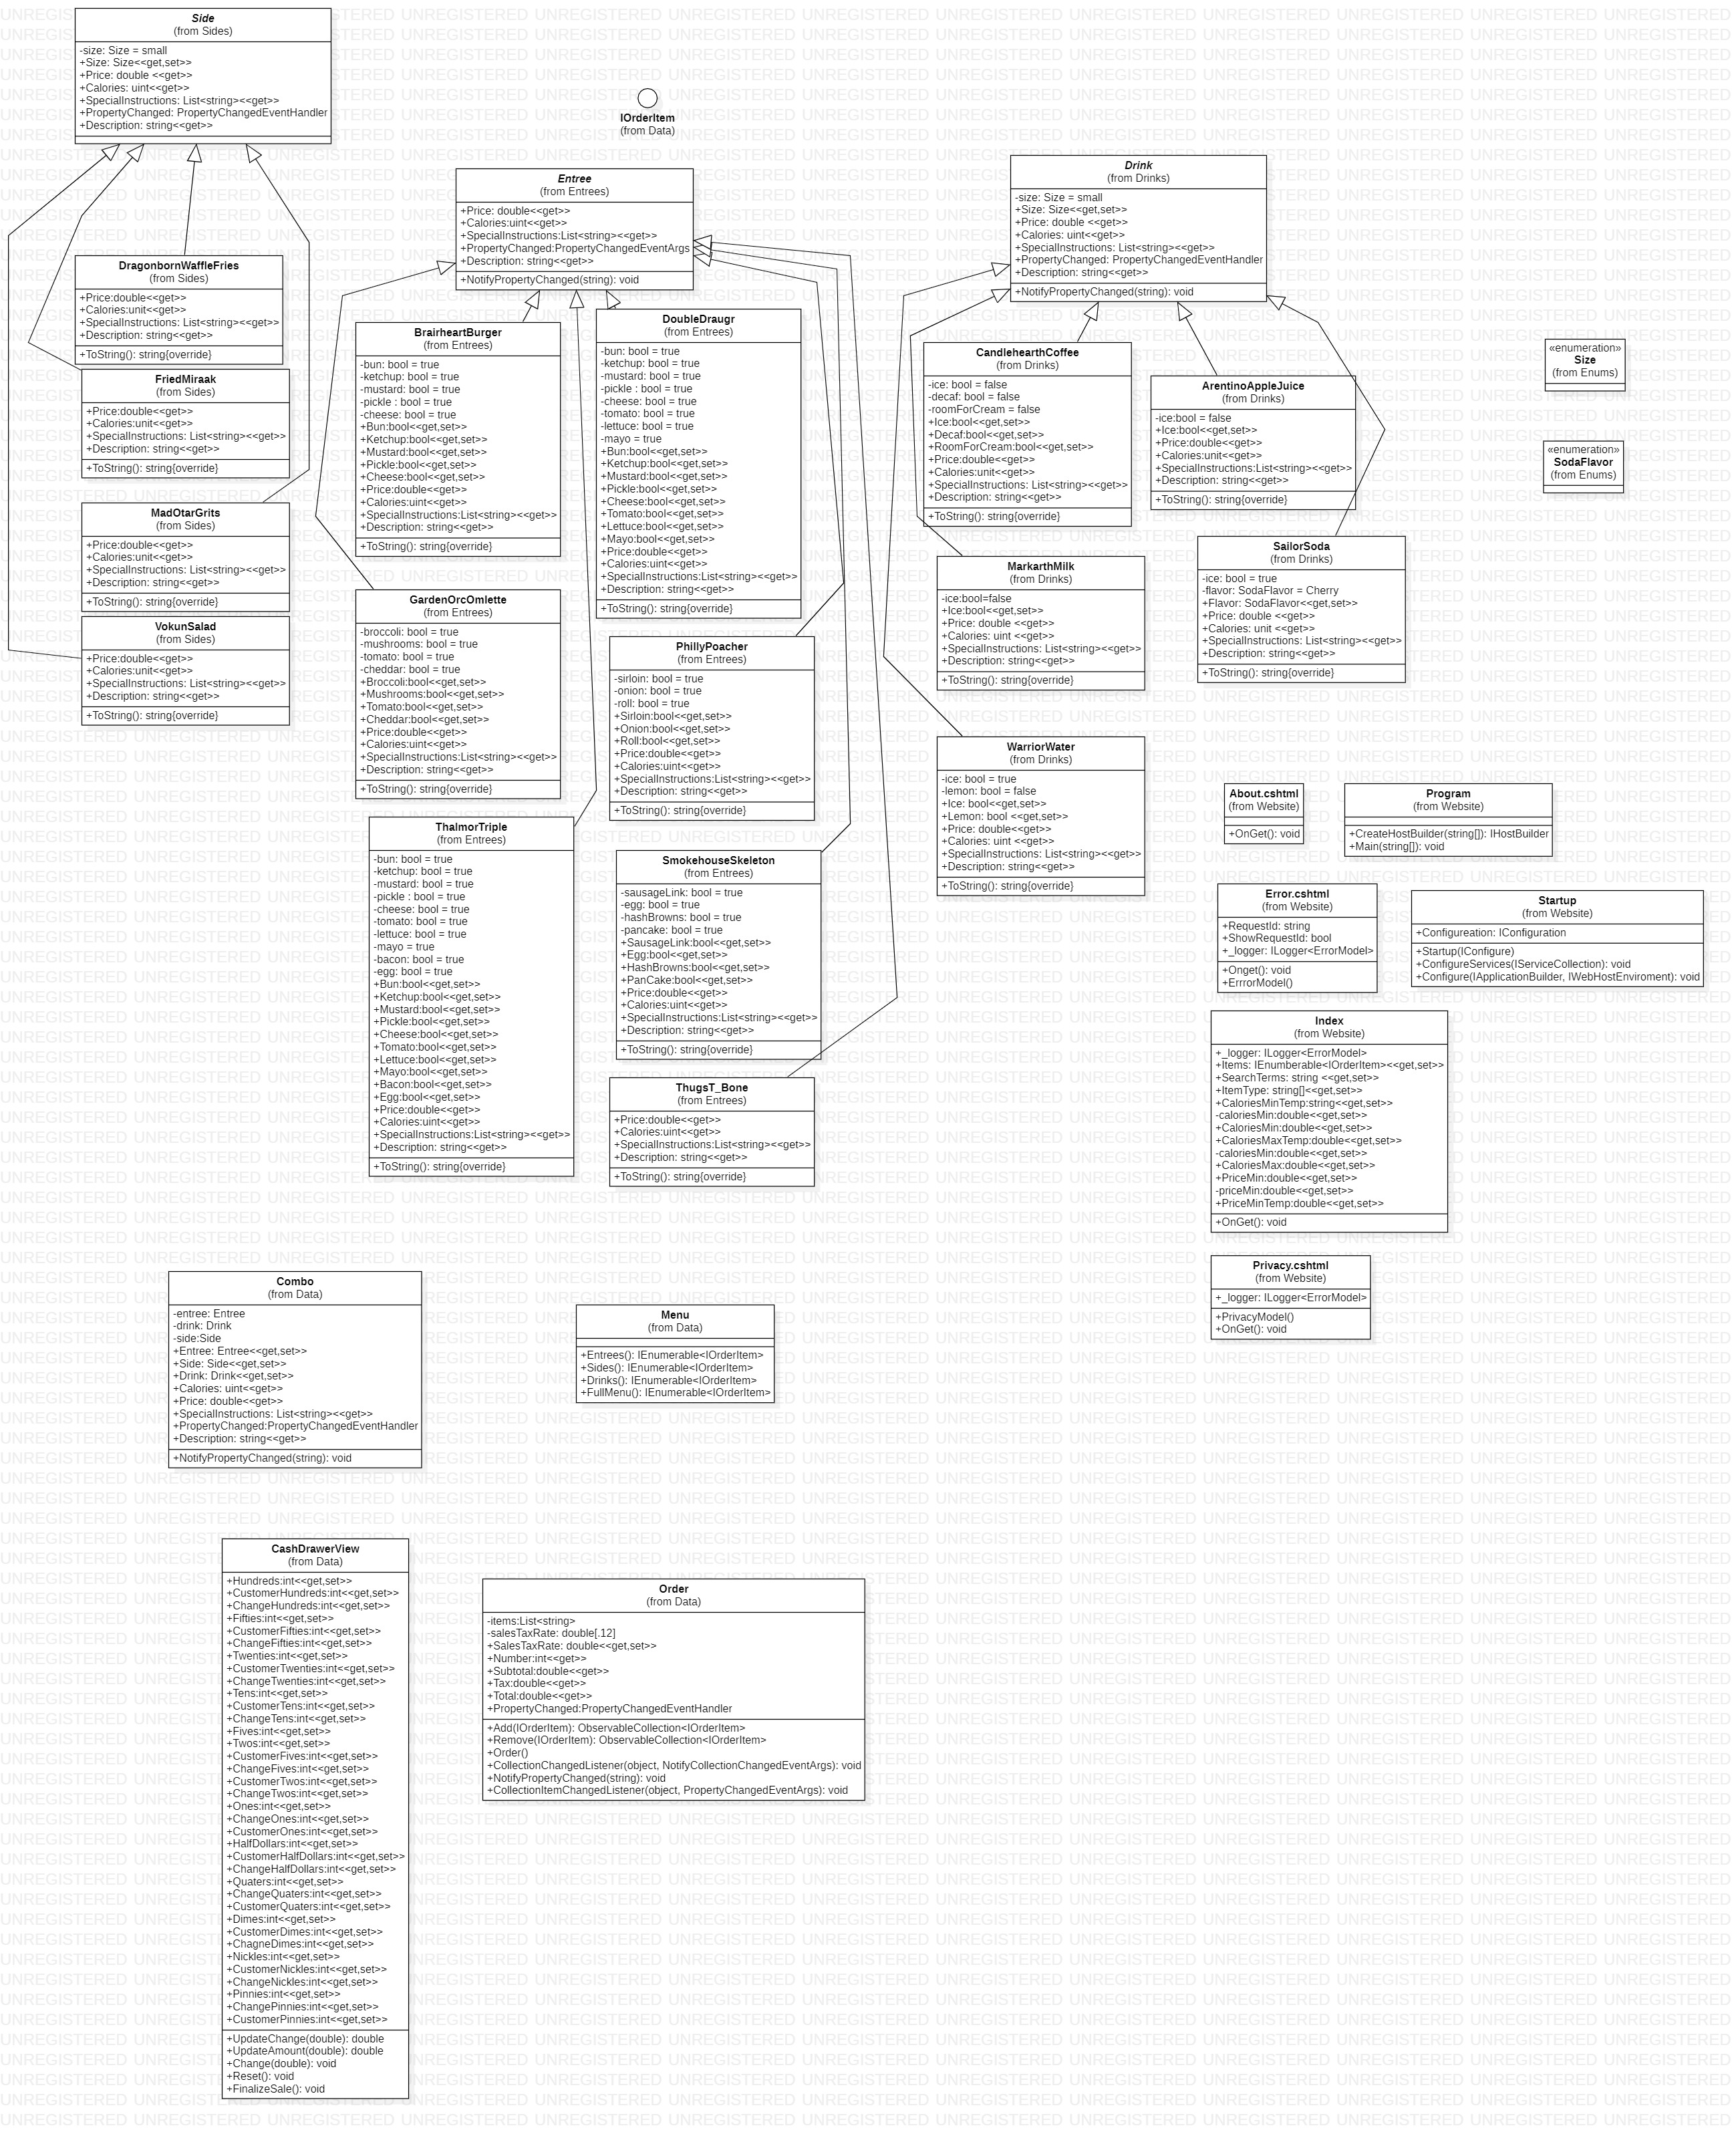 Side
(from Sides)
-size: Size = small
+Size: Size<<get,set>>
+Price: double <<get>>
+Calories: uint<<get>>
+SpecialInstructions: List<string><<get>>
+PropertyChanged: PropertyChangedEventHandler
+Description: string<<get>>
IOrderItem
(from Data)
Entree
(from Entrees)
+Price: double<<get>>
+Calories:uint<<get>>
+SpecialInstructions:List<string><<get>>
+PropertyChanged:PropertyChangedEventArgs
+Description: string<<get>>
+NotifyPropertyChanged(string): void
Drink
(from Drinks)
-size: Size = small
+Size: Size<<get,set>>
+Price: double <<get>>
+Calories: uint<<get>>
+SpecialInstructions: List<string><<get>>
+PropertyChanged: PropertyChangedEventHandler
+Description: string<<get>>
+NotifyPropertyChanged(string): void
DragonbornWaffleFries
(from Sides)
+Price:double<<get>>
+Calories:unit<<get>>
+SpecialInstructions: List<string><<get>>
+Description: string<<get>>
+ToString(): string{override}
FriedMiraak
(from Sides)
+Price:double<<get>>
+Calories:unit<<get>>
+SpecialInstructions: List<string><<get>>
+Description: string<<get>>
+ToString(): string{override}
MadOtarGrits
(from Sides)
+Price:double<<get>>
+Calories:unit<<get>>
+SpecialInstructions: List<string><<get>>
+Description: string<<get>>
+ToString(): string{override}
VokunSalad
(from Sides)
+Price:double<<get>>
+Calories:unit<<get>>
+SpecialInstructions: List<string><<get>>
+Description: string<<get>>
+ToString(): string{override}
BrairheartBurger
(from Entrees)
-bun: bool = true
-ketchup: bool = true
-mustard: bool = true
-pickle : bool = true
-cheese: bool = true
+Bun:bool<<get,set>>
+Ketchup:bool<<get,set>>
+Mustard:bool<<get,set>>
+Pickle:bool<<get,set>>
+Cheese:bool<<get,set>>
+Price:double<<get>>
+Calories:uint<<get>>
+SpecialInstructions:List<string><<get>>
+Description: string<<get>>
+ToString(): string{override}
DoubleDraugr
(from Entrees)
-bun: bool = true
-ketchup: bool = true
-mustard: bool = true
-pickle : bool = true
-cheese: bool = true
-tomato: bool = true
-lettuce: bool = true
-mayo = true
+Bun:bool<<get,set>>
+Ketchup:bool<<get,set>>
+Mustard:bool<<get,set>>
+Pickle:bool<<get,set>>
+Cheese:bool<<get,set>>
+Tomato:bool<<get,set>>
+Lettuce:bool<<get,set>>
+Mayo:bool<<get,set>>
+Price:double<<get>>
+Calories:uint<<get>>
+SpecialInstructions:List<string><<get>>
+Description: string<<get>>
+ToString(): string{override}
GardenOrcOmlette
(from Entrees)
-broccoli: bool = true
-mushrooms: bool = true
-tomato: bool = true
-cheddar: bool = true
+Broccoli:bool<<get,set>>
+Mushrooms:bool<<get,set>>
+Tomato:bool<<get,set>>
+Cheddar:bool<<get,set>>
+Price:double<<get>>
+Calories:uint<<get>>
+SpecialInstructions:List<string><<get>>
+Description: string<<get>>
+ToString(): string{override}
PhillyPoacher
(from Entrees)
-sirloin: bool = true
-onion: bool = true
-roll: bool = true
+Sirloin:bool<<get,set>>
+Onion:bool<<get,set>>
+Roll:bool<<get,set>>
+Price:double<<get>>
+Calories:uint<<get>>
+SpecialInstructions:List<string><<get>>
+Description: string<<get>>
+ToString(): string{override}
ThalmorTriple
(from Entrees)
-bun: bool = true
-ketchup: bool = true
-mustard: bool = true
-pickle : bool = true
-cheese: bool = true
-tomato: bool = true
-lettuce: bool = true
-mayo = true
-bacon: bool = true
-egg: bool = true
+Bun:bool<<get,set>>
+Ketchup:bool<<get,set>>
+Mustard:bool<<get,set>>
+Pickle:bool<<get,set>>
+Cheese:bool<<get,set>>
+Tomato:bool<<get,set>>
+Lettuce:bool<<get,set>>
+Mayo:bool<<get,set>>
+Bacon:bool<<get,set>>
+Egg:bool<<get,set>>
+Price:double<<get>>
+Calories:uint<<get>>
+SpecialInstructions:List<string><<get>>
+Description: string<<get>>
+ToString(): string{override}
SmokehouseSkeleton
(from Entrees)
-sausageLink: bool = true
-egg: bool = true
-hashBrowns: bool = true
-pancake: bool = true
+SausageLink:bool<<get,set>>
+Egg:bool<<get,set>>
+HashBrowns:bool<<get,set>>
+PanCake:bool<<get,set>>
+Price:double<<get>>
+Calories:uint<<get>>
+SpecialInstructions:List<string><<get>>
+Description: string<<get>>
+ToString(): string{override}
ThugsT_Bone
(from Entrees)
+Price:double<<get>>
+Calories:uint<<get>>
+SpecialInstructions:List<string><<get>>
+Description: string<<get>>
+ToString(): string{override}
CandlehearthCoffee
(from Drinks)
-ice: bool = false
-decaf: bool = false
-roomForCream = false
+Ice:bool<<get,set>>
+Decaf:bool<<get,set>>
+RoomForCream:bool<<get,set>>
+Price:double<<get>>
+Calories:unit<<get>>
+SpecialInstructions: List<string><<get>>
+Description: string<<get>>
+ToString(): string{override}
ArentinoAppleJuice
(from Drinks)
-ice:bool = false
+Ice:bool<<get,set>>
+Price:double<<get>>
+Calories:unit<<get>>
+SpecialInstructions:List<string><<get>>
+Description: string<<get>>
+ToString(): string{override}
MarkarthMilk
(from Drinks)
-ice:bool=false
+Ice:bool<<get,set>>
+Price: double <<get>>
+Calories: uint <<get>>
+SpecialInstructions: List<string><<get>>
+Description: string<<get>>
+ToString(): string{override}
SailorSoda
(from Drinks)
-ice: bool = true
-flavor: SodaFlavor = Cherry
+Flavor: SodaFlavor<<get,set>>
+Price: double <<get>>
+Calories: unit <<get>>
+SpecialInstructions: List<string><<get>>
+Description: string<<get>>
+ToString(): string{override}
WarriorWater
(from Drinks)
-ice: bool = true
-lemon: bool = false
+Ice: bool<<get,set>>
+Lemon: bool <<get,set>>
+Price: double<<get>>
+Calories: uint <<get>>
+SpecialInstructions: List<string><<get>>
+Description: string<<get>>
+ToString(): string{override}
«enumeration»
Size
(from Enums)
«enumeration»
SodaFlavor
(from Enums)
About.cshtml
(from Website)
+OnGet(): void
Program
(from Website)
+CreateHostBuilder(string[]): IHostBuilder
+Main(string[]): void
Error.cshtml
(from Website)
+RequestId: string
+ShowRequestId: bool
+_logger: ILogger<ErrorModel>
+Onget(): void
+ErrrorModel()
Startup
(from Website)
+Configureation: IConfiguration
+Startup(IConfigure)
+ConfigureServices(IServiceCollection): void
+Configure(IApplicationBuilder, IWebHostEnviroment): void
Index
(from Website)
+_logger: ILogger<ErrorModel>
+Items: IEnumberable<IOrderItem><<get,set>>
+SearchTerms: string <<get,set>>
+ItemType: string[]<<get,set>>
+CaloriesMinTemp:string<<get,set>>
-caloriesMin:double<<get,set>>
+CaloriesMin:double<<get,set>>
+CaloriesMaxTemp:double<<get,set>>
-caloriesMin:double<<get,set>>
+CaloriesMax:double<<get,set>>
+PriceMin:double<<get,set>>
-priceMin:double<<get,set>>
+PriceMinTemp:double<<get,set>>
+OnGet(): void
Privacy.cshtml
(from Website)
+_logger: ILogger<ErrorModel>
+PrivacyModel()
+OnGet(): void
Combo
(from Data)
-entree: Entree
-drink: Drink
-side:Side
+Entree: Entree<<get,set>>
+Side: Side<<get,set>>
+Drink: Drink<<get,set>>
+Calories: uint<<get>>
+Price: double<<get>>
+SpecialInstructions: List<string><<get>>
+PropertyChanged:PropertyChangedEventHandler
+Description: string<<get>>
+NotifyPropertyChanged(string): void
Menu
(from Data)
+Entrees(): IEnumerable<IOrderItem>
+Sides(): IEnumerable<IOrderItem>
+Drinks(): IEnumerable<IOrderItem>
+FullMenu(): IEnumerable<IOrderItem>
CashDrawerView
(from Data)
+Hundreds:int<<get,set>>
+CustomerHundreds:int<<get,set>>
+ChangeHundreds:int<<get,set>>
+Fifties:int<<get,set>>
+CustomerFifties:int<<get,set>>
+ChangeFifties:int<<get,set>>
+Twenties:int<<get,set>>
+CustomerTwenties:int<<get,set>>
+ChangeTwenties:int<<get,set>>
+Tens:int<<get,set>>
+CustomerTens:int<<get,set>>
+ChangeTens:int<<get,set>>
+Fives:int<<get,set>>
+Twos:int<<get,set>>
+CustomerFives:int<<get,set>>
+ChangeFives:int<<get,set>>
+CustomerTwos:int<<get,set>>
+ChangeTwos:int<<get,set>>
+Ones:int<<get,set>>
+ChangeOnes:int<<get,set>>
+CustomerOnes:int<<get,set>>
+HalfDollars:int<<get,set>>
+CustomerHalfDollars:int<<get,set>>
+ChangeHalfDollars:int<<get,set>>
+Quaters:int<<get,set>>
+ChangeQuaters:int<<get,set>>
+CustomerQuaters:int<<get,set>>
+Dimes:int<<get,set>>
+CustomerDimes:int<<get,set>>
+ChagneDimes:int<<get,set>>
+Nickles:int<<get,set>>
+CustomerNickles:int<<get,set>>
+ChangeNickles:int<<get,set>>
+Pinnies:int<<get,set>>
+ChangePinnies:int<<get,set>>
+CustomerPinnies:int<<get,set>>
+UpdateChange(double): double
+UpdateAmount(double): double
+Change(double): void
+Reset(): void
+FinalizeSale(): void
Order
(from Data)
-items:List<string>
-salesTaxRate: double[.12]
+SalesTaxRate: double<<get,set>>
+Number:int<<get>>
+Subtotal:double<<get>>
+Tax:double<<get>>
+Total:double<<get>>
+PropertyChanged:PropertyChangedEventHandler
+Add(IOrderItem): ObservableCollection<IOrderItem>
+Remove(IOrderItem): ObservableCollection<IOrderItem>
+Order()
+CollectionChangedListener(object, NotifyCollectionChangedEventArgs): void
+NotifyPropertyChanged(string): void
+CollectionItemChangedListener(object, PropertyChangedEventArgs): void